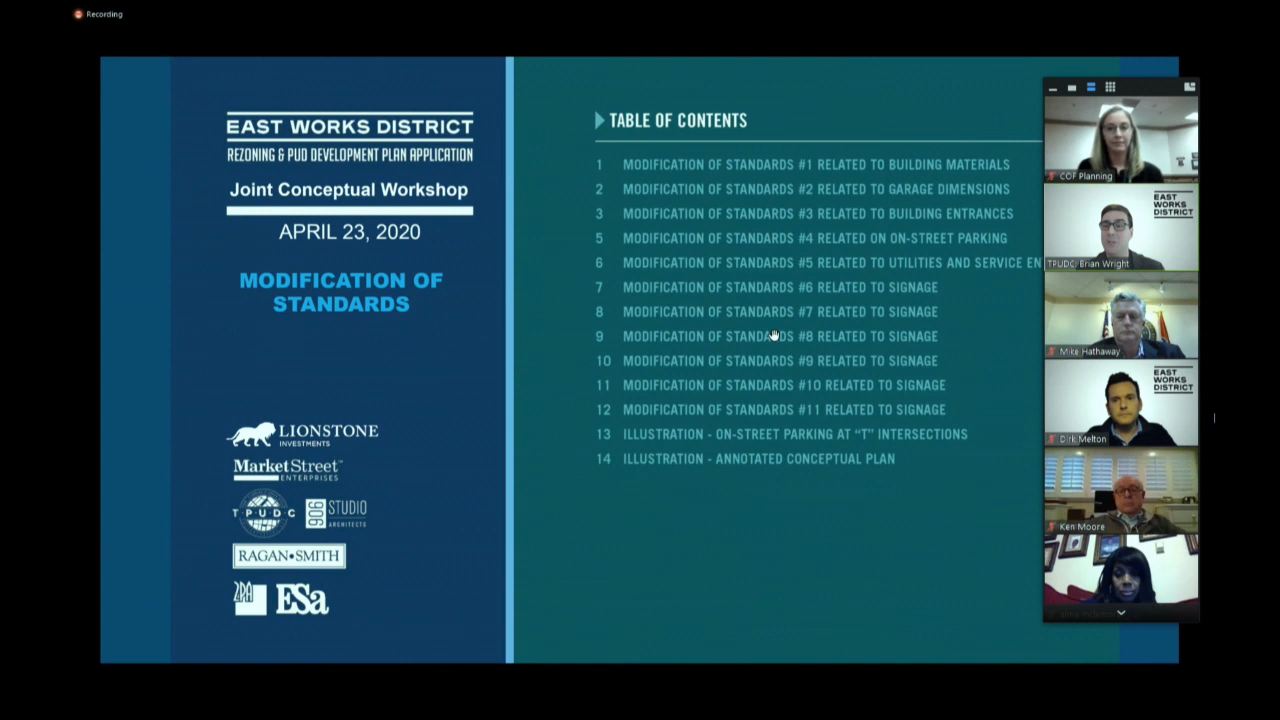 Recording
EAST WORKS DISTRICT
REZONING & PUD DEVELOPMENT PLAN APPLICATION
Joint Conceptual Workshop
APRIL 23, 2020
MODIFICATION OF
STANDARDS
LIONSTONE
INVESTMENTS
MarketStreet
ENTERPRISES
TPUDC
906 STUDIO
ARCHITECTS
RAGAN•SMITH
2PA
ESa
TABLE OF CONTENTS
1 MODIFICATION OF STANDARDS #1 RELATED TO BUILDING MATERIALS
2 MODIFICATION OF STANDARDS #2 RELATED TO GARAGE DIMENSIONS
3 MODIFICATION OF STANDARDS #3 RELATED TO BUILDING ENTRANCES
5 MODIFICATION OF STANDARDS #4 RELATED ON ON-STREET PARKING
6 MODIFICATION OF STANDARDS #5 RELATED TO UTILITIES AND SERVICE EN
7 MODIFICATION OF STANDARDS #6 RELATED TO SIGNAGE
8 MODIFICATION OF STANDARDS #7 RELATED TO SIGNAGE
9 MODIFICATION OF STANDARDS #8 RELATED TO SIGNAGE
10 MODIFICATION OF STANDARDS #9 RELATED TO SIGNAGE
11 MODIFICATION OF STANDARDS #10 RELATED TO SIGNAGE
12 MODIFICATION OF STANDARDS #11 RELATED TO SIGNAGE
13 ILLUSTRATION - ON-STREET PARKING AT “T” INTERSECTIONS
14 ILLUSTRATION - ANNOTATED CONCEPTUAL PLAN
COF Planning
EAST
WORKS
DISTRICT
TPUDC: Brian Wright
Mike Hathaway
EAST
WORKS
DISTRICT
Dirk Melton
Ken Moore